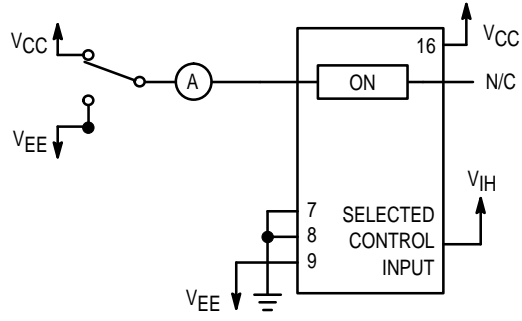 VCC
16
VCC
A
ON
N/C
VEE
VIH
7
SELECTED
8
CONTROL
9
INPUT
VEE